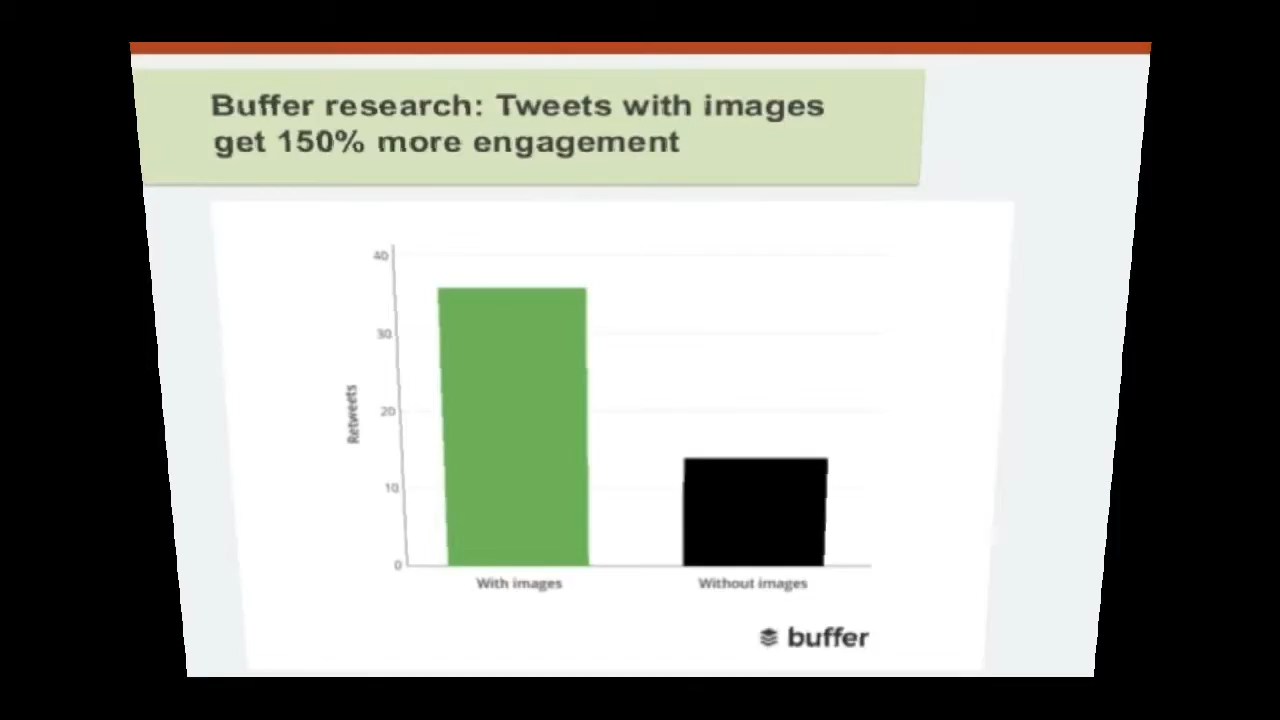 Buffer research: Tweets with images
get 150% more engagement
40
30
20
10
0
Retweets
With images
Without images
buffer